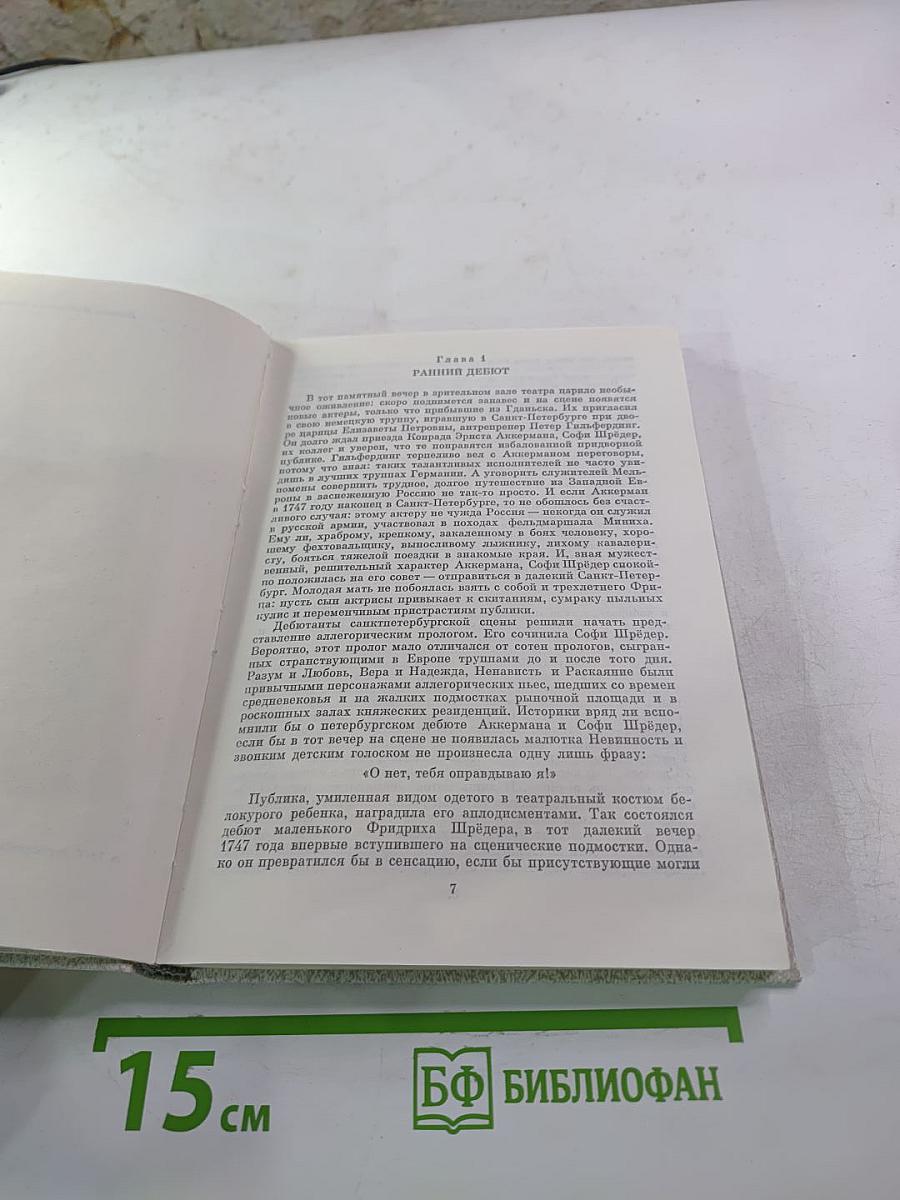 Глава 1
РАННИЙ ДЕБЮТ
В тот памятный вечер в зрительном зале театра царило необы-
чное оживление: скоро поднимется занавес и на сцене появятся
новые актеры, только что прибывшие из Гданьска. Их пригласил
в свою немецкую труппу, игравшую в Санкт-Петербурге при дво-
ре царицы Елизаветы Петровны, антрепренер Петер Гильфердинг.
Он долго ждал приезда Конрада Эрнста Аккермана, Софи Шрёдер,
их коллег и уверен, что те понравятся избалованной придворной
публике. Гильфердинг терпеливо вел с Аккерманом переговоры,
потому что знал: таких талантливых исполнителей не часто уви-
дишь в лучших труппах Германии. А уговорить служителей Мель-
помены совершить трудное, долгое путешествие из Западной Ев-
ропы в заснеженную Россию не так-то просто. И если Аккерман
в 1747 году наконец в Санкт-Петербурге, то не обошлось без счаст-
ливого случая: этому актеру не чужда Россия — некогда он служил
в русской армии, участвовал в походах фельдмаршала Миниха.
Ему ли, храброму, крепкому, закаленному в боях человеку, хоро-
шему фехтовальщику, выносливому лыжнику, лихому кавалери-
сту, бояться тяжелой поездки в знакомые края. И, зная мужест-
венный, решительный характер Аккермана, Софи Шрёдер спокой-
но положилась на его совет — отправиться в далекий Санкт-Петер-
бург. Молодая мать не побоялась взять с собой и трехлетнего Фри-
ца: пусть сын актрисы привыкает к скитаниям, сумраку пыльных
кулис и переменчивым пристрастиям публики.
Дебютанты санктпетербургской сцены решили начать пред-
ставление аллегорическим прологом. Его сочинила Софи Шрёдер.
Вероятно, этот пролог мало отличался от сотен прологов, сыгран-
ных странствующими в Европе труппами до и после того дня.
Разум и Любовь, Вера и Надежда, Ненависть и Раскаяние были
привычными персонажами аллегорических пьес, шедших со времен
средневековья и на жалких подмостках рыночной площади и в
роскошных залах княжеских резиденций. Историки вряд ли вспо-
мнили бы о петербургском дебюте Аккермана и Софи Шрёдер,
если бы в тот вечер на сцене не появилась малютка Невинность и
звонким детским голоском не произнесла одну лишь фразу:
«О нет, тебя оправдываю я!»
Публика, умиленная видом одетого в театральный костюм бе-
локурого ребенка, наградила его аплодисментами. Так состоялся
дебют маленького Фридриха Шрёдера, в тот далекий вечер
1747 года впервые вступившего на сценические подмостки. Одна-
ко он превратился бы в сенсацию, если бы присутствующие могли
7
15 см
БФ БИБЛИОФАН